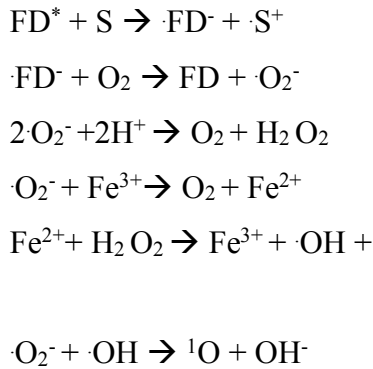 ·FD* + S → ·FD⁻ + ·S⁺
·FD⁻ + O₂ → FD + ·O₂⁻
2·O₂⁻ +2H⁺ → O₂ + H₂ O₂
·O₂⁻ + Fe³⁺→ O₂ + Fe²⁺
Fe²⁺+ H₂ O₂ → Fe³⁺ + ·OH +
·O₂⁻ + ·OH → ¹O + OH⁻